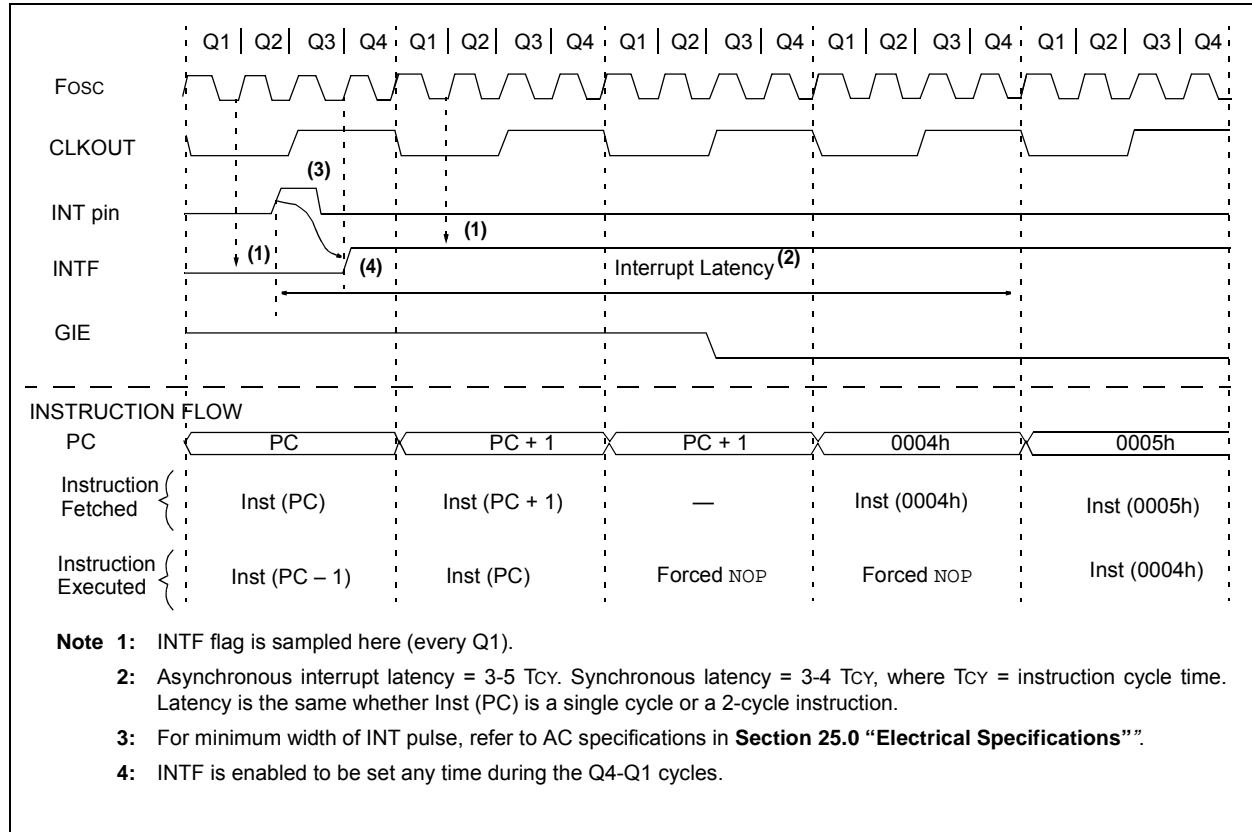 Q1 | Q2 | Q3 | Q4 Q1 | Q2 | Q3 | Q4 Q1 | Q2 | Q3 | Q4 Q1 | Q2 | Q3 | Q4 Q1 | Q2 | Q3 | Q4
FOSC
CLKOUT
(3)
INT pin
(1) (1)
INTF (4) Interrupt Latency(2)
GIE
INSTRUCTION FLOW
PC PC PC + 1 PC + 1 0004h 0005h
Instruction
Fetched Inst (PC) Inst (PC + 1) — Inst (0004h) Inst (0005h)
Instruction
Executed Inst (PC – 1) Inst (PC) Forced NOP Forced NOP Inst (0004h)
Note 1: INTF flag is sampled here (every Q1).
2: Asynchronous interrupt latency = 3-5 TCY. Synchronous latency = 3-4 TCY, where TCY = instruction cycle time.
Latency is the same whether Inst (PC) is a single cycle or a 2-cycle instruction.
3: For minimum width of INT pulse, refer to AC specifications in Section 25.0 “Electrical Specifications””.
4: INTF is enabled to be set any time during the Q4-Q1 cycles.